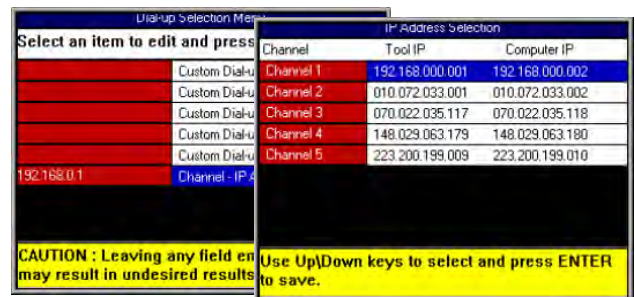 Dial-up Selection Menu
Select an item to edit and press
Custom Dial-u
Custom Dial-u
Custom Dial-u
Custom Dial-u
192.168.0.1 Channel - IP A
CAUTION : Leaving any field em
may result in undesired results
IP Address Selection
Channel Tool IP Computer IP
Channel 1 192.168.000.001 192.168.000.002
Channel 2 010.072.033.001 010.072.033.002
Channel 3 070.022.035.117 070.022.035.118
Channel 4 148.029.063.179 148.029.063.180
Channel 5 223.200.199.009 223.200.199.010
Use Up\Down keys to select and press ENTER
to save.